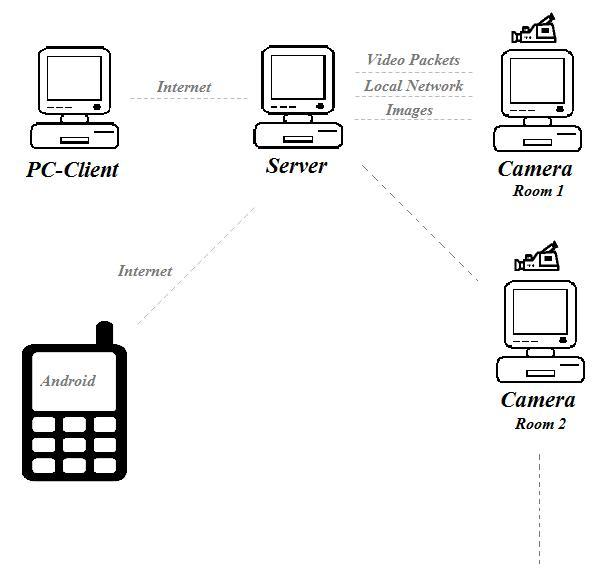 Video Packets
Internet
Local Network
Images
PC-Client
Server
Camera
Room 1
Internet
Android
Camera
Room 2